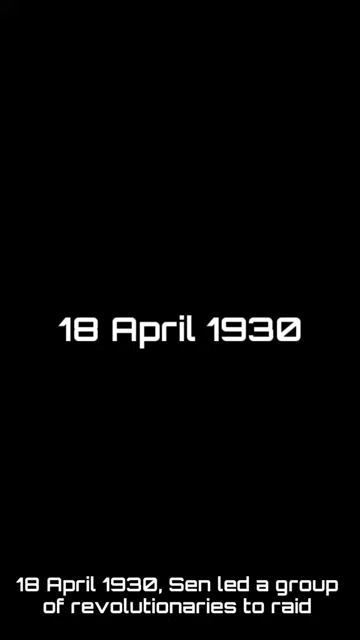 18 April 1930
18 April 1930, Sen led a group
of revolutionaries to raid